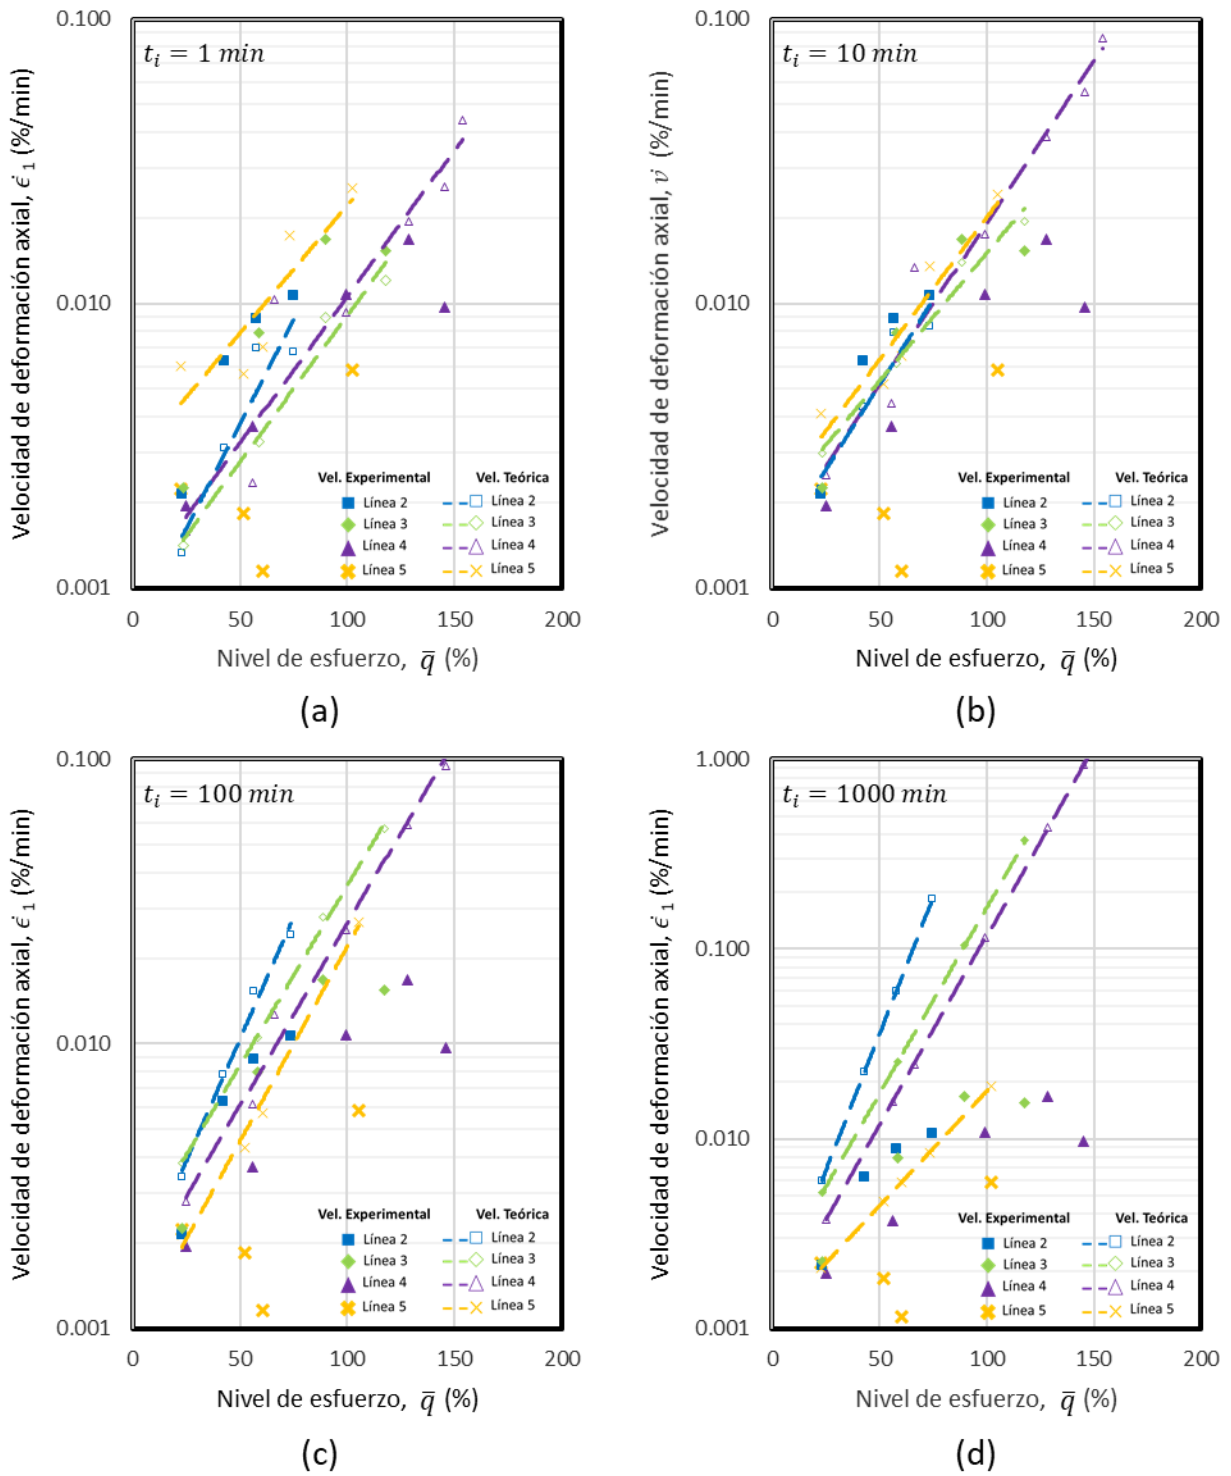 0.100
t_i = 1 min
0.010
0.001
Velocidad de deformación axial, ε̇ 1 (%/min)
Vel. Experimental Vel. Teórica
Línea 2 Línea 2
Línea 3 Línea 3
Línea 4 Línea 4
Línea 5 Línea 5
0 50 100 150 200
Nivel de esfuerzo, q̅ (%)
(a)
0.100
t_i = 10 min
0.010
0.001
Velocidad de deformación axial, v̇ (%/min)
Vel. Experimental Vel. Teórica
Línea 2 Línea 2
Línea 3 Línea 3
Línea 4 Línea 4
Línea 5 Línea 5
0 50 100 150 200
Nivel de esfuerzo, q̅ (%)
(b)
0.100
t_i = 100 min
0.010
0.001
Velocidad de deformación axial, ε̇ 1 (%/min)
Vel. Experimental Vel. Teórica
Línea 2 Línea 2
Línea 3 Línea 3
Línea 4 Línea 4
Línea 5 Línea 5
0 50 100 150 200
Nivel de esfuerzo, q̅ (%)
(c)
1.000
t_i = 1000 min
0.100
0.010
0.001
Velocidad de deformación axial, ε̇ 1 (%/min)
Vel. Experimental Vel. Teórica
Línea 2 Línea 2
Línea 3 Línea 3
Línea 4 Línea 4
Línea 5 Línea 5
0 50 100 150 200
Nivel de esfuerzo, q̅ (%)
(d)